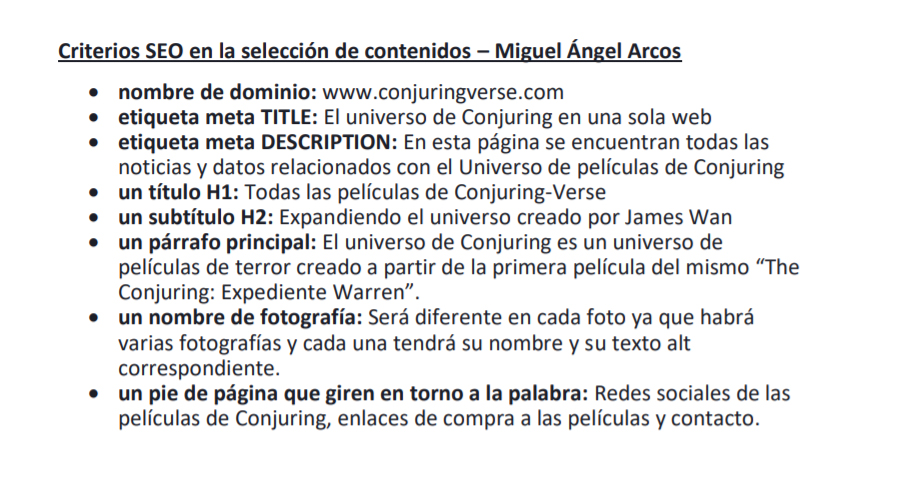 Criterios SEO en la selección de contenidos – Miguel Ángel Arcos
• nombre de dominio: www.conjuringverse.com
• etiqueta meta TITLE: El universo de Conjuring en una sola web
• etiqueta meta DESCRIPTION: En esta página se encuentran todas las
noticias y datos relacionados con el Universo de películas de Conjuring
• un título H1: Todas las películas de Conjuring-Verse
• un subtítulo H2: Expandiendo el universo creado por James Wan
• un párrafo principal: El universo de Conjuring es un universo de
películas de terror creado a partir de la primera película del mismo “The
Conjuring: Expediente Warren”.
• un nombre de fotografía: Será diferente en cada foto ya que habrá
varias fotografías y cada una tendrá su nombre y su texto alt
correspondiente.
• un pie de página que giren en torno a la palabra: Redes sociales de las
películas de Conjuring, enlaces de compra a las películas y contacto.